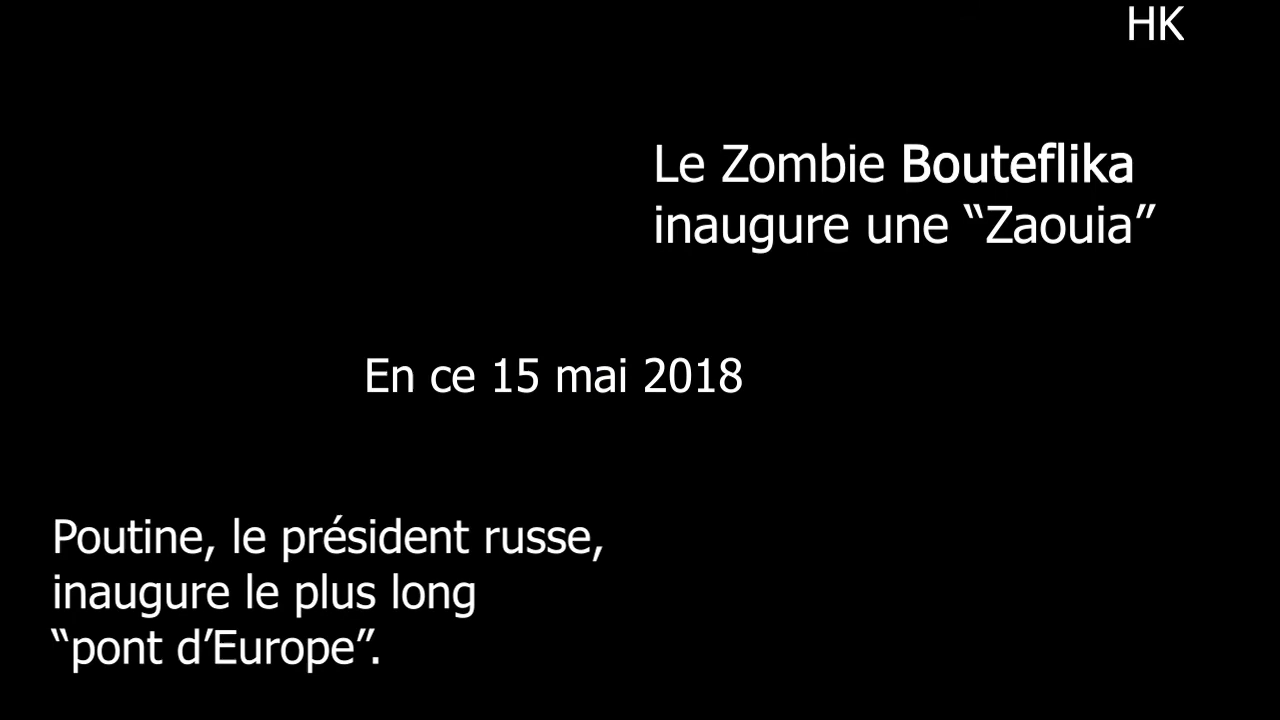 HK
Le Zombie Bouteflika
inaugure une “Zaouia”
En ce 15 mai 2018
Poutine, le président russe,
inaugure le plus long
“pont d’Europe”.